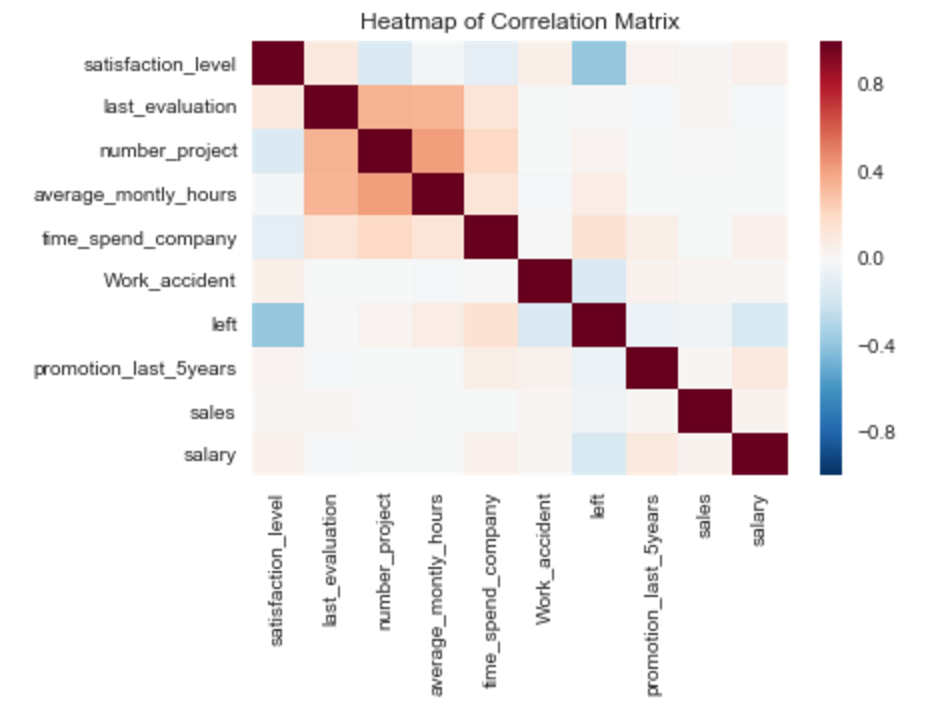 Heatmap of Correlation Matrix
satisfaction_level
last_evaluation
number_project
average_montly_hours
time_spend_company
Work_accident
left
promotion_last_5years
sales
salary
0.8
0.4
0.0
−0.4
−0.8
satisfaction_level
last_evaluation
number_project
average_montly_hours
time_spend_company
Work_accident
left
promotion_last_5years
sales
salary